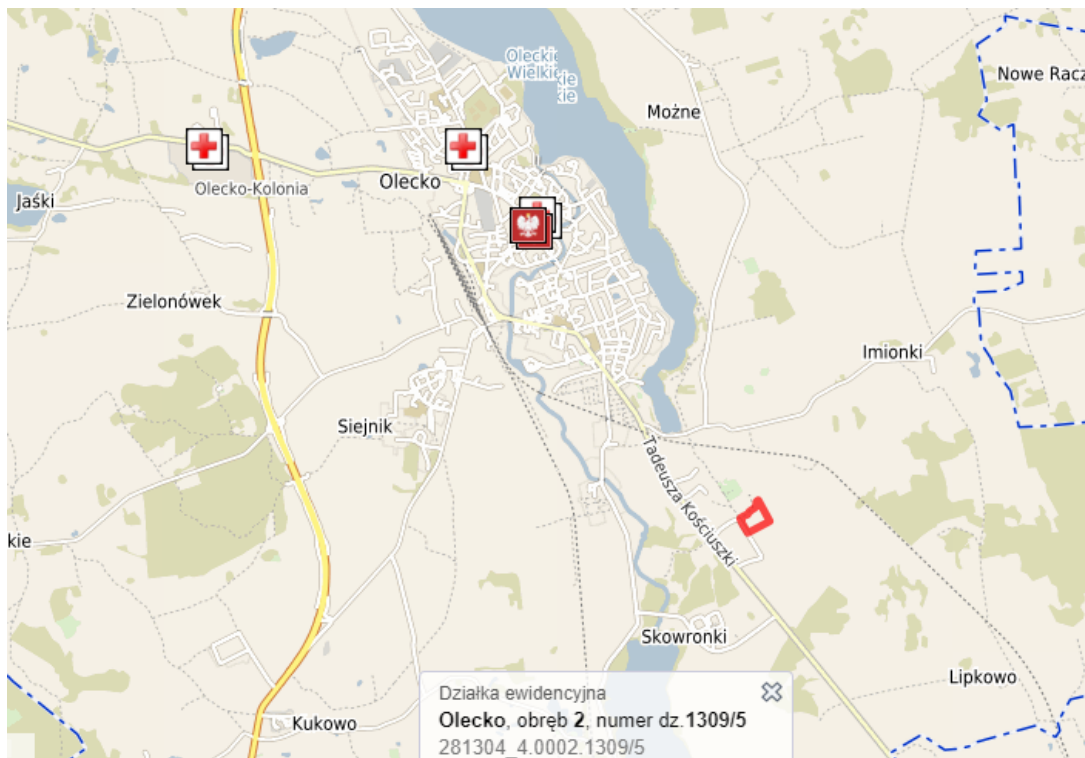 Oleckie
Wielkie
Nowe Racz
Możne
Olecko
Olecko-Kolonia
Jaśki
Zielonówek
Imionki
Siejnik
Tadeusza Kościuszki
kie
Skowronki
Lipkowo
Kukowo
Działka ewidencyjna
Olecko, obręb 2, numer dz.1309/5
281304_4.0002.1309/5